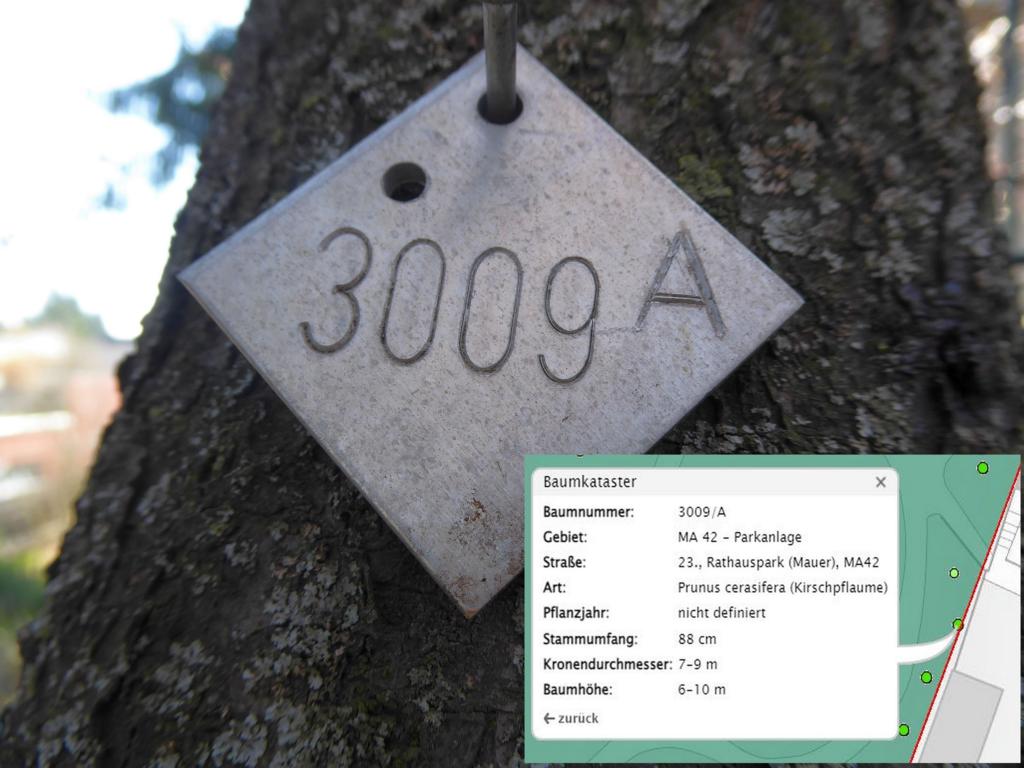 3009 A
Baumkataster
Baumnummer: 3009/A
Gebiet: MA 42 - Parkanlage
Straße: 23., Rathauspark (Mauer), MA42
Art: Prunus cerasifera (Kirschpflaume)
Pflanzjahr: nicht definiert
Stammumfang: 88 cm
Kronendurchmesser: 7-9 m
Baumhöhe: 6-10 m
← zurück